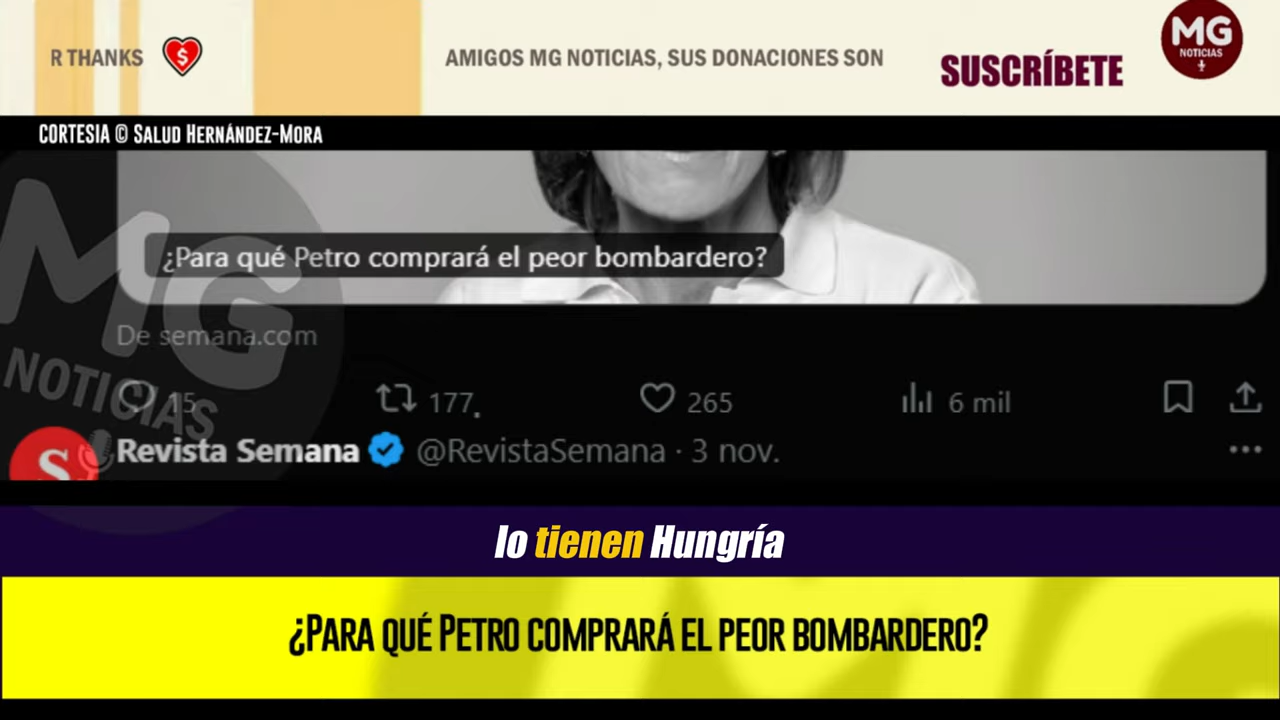 R THANKS
AMIGOS MG NOTICIAS, SUS DONACIONES SON
SUSCRÍBETE
MG
NOTICIAS
CORTESIA © SALUD HERNÁNDEZ-MORA
MG
NOTICIAS
¿Para qué Petro comprará el peor bombardero?
De semana.com
15
177
265
6 mil
S
Revista Semana @RevistaSemana · 3 nov.
lo tienen Hungría
¿PARA QUÉ PETRO COMPRARÁ EL PEOR BOMBARDERO?